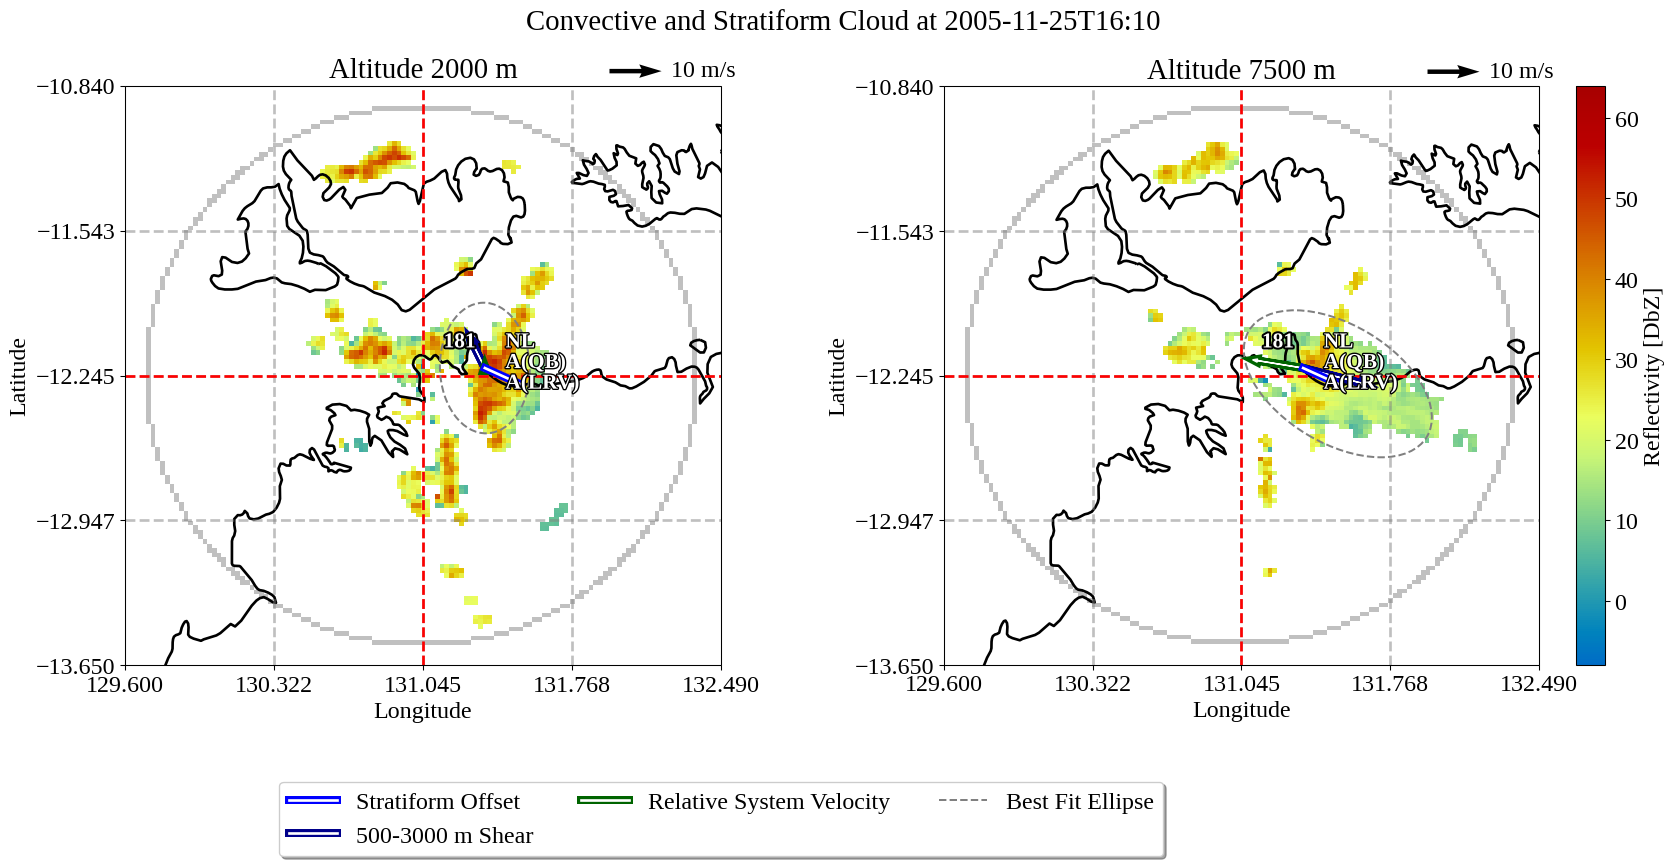 Convective and Stratiform Cloud at 2005-11-25T16:10
Altitude 2000 m
10 m/s
−10.840
−11.543
−12.245
−12.947
−13.650
129.600
130.322
131.045
131.768
132.490
Latitude
Longitude
181
NL
A(QB)
A(LRV)
Altitude 7500 m
10 m/s
−10.840
−11.543
−12.245
−12.947
−13.650
129.600
130.322
131.045
131.768
132.490
Latitude
Longitude
181
NL
A(QB)
A(LRV)
60
50
40
30
20
10
0
Reflectivity [DbZ]
Stratiform Offset
Relative System Velocity
Best Fit Ellipse
500-3000 m Shear